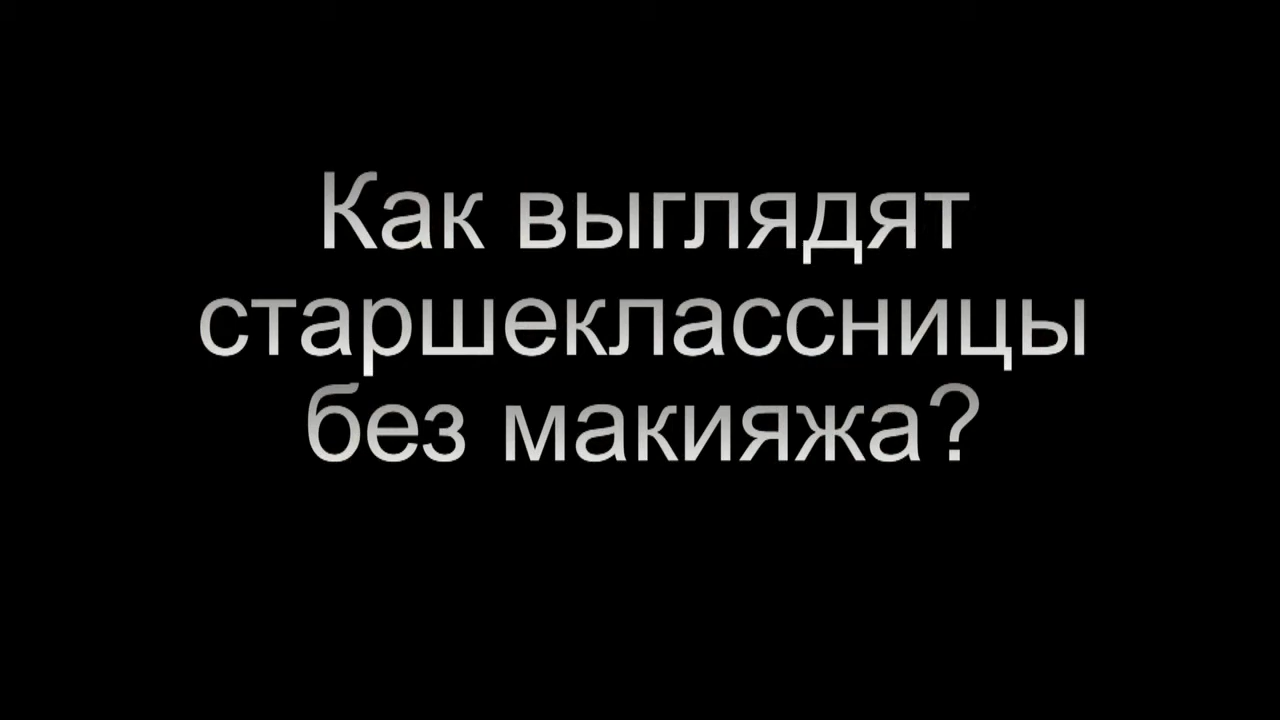 Как выглядят
старшеклассницы
без макияжа?